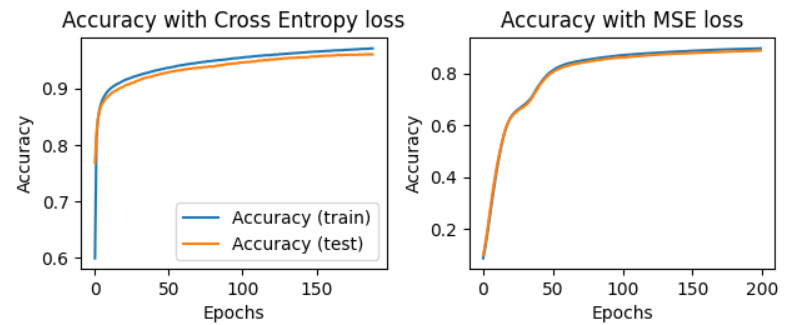 Accuracy with Cross Entropy loss
Accuracy
0.9
0.8
0.7
0.6
Accuracy (train)
Accuracy (test)
0 50 100 150
Epochs
Accuracy with MSE loss
Accuracy
0.8
0.6
0.4
0.2
0 50 100 150 200
Epochs